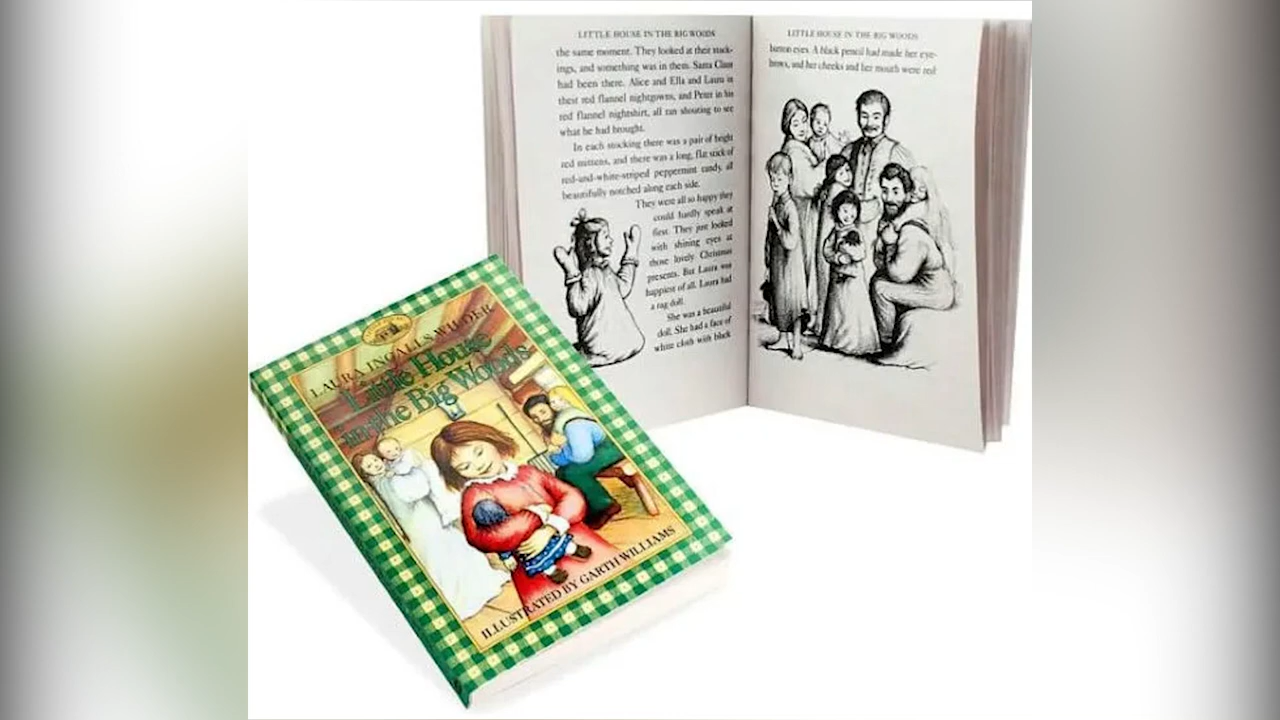 LITTLE HOUSE IN THE BIG WOODS
the same moment. They looked at their stock-
ings, and something was in them. Santa Claus
had been there. Alice and Ella and Laura in
their red flannel nightgowns, and Peter in his
red flannel nightshirt, all ran shouting to see
what he had brought.
In each stocking there was a pair of bright
red mittens, and there was a long, flat stick of
red-and-white-striped peppermint candy, all
beautifully notched along each side.
They were all so happy they
could hardly speak at
first. They just looked
with shining eyes at
those lovely Christmas
presents. But Laura was
happiest of all. Laura had
a rag doll.
She was a beautiful
doll. She had a face of
white cloth with black
LITTLE HOUSE IN THE BIG WOODS
button eyes. A black pencil had made her eye-
brows, and her cheeks and her mouth were red
LAURA INGALLS WILDER
Little House
in the Big Woods
ILLUSTRATED BY GARTH WILLIAMS